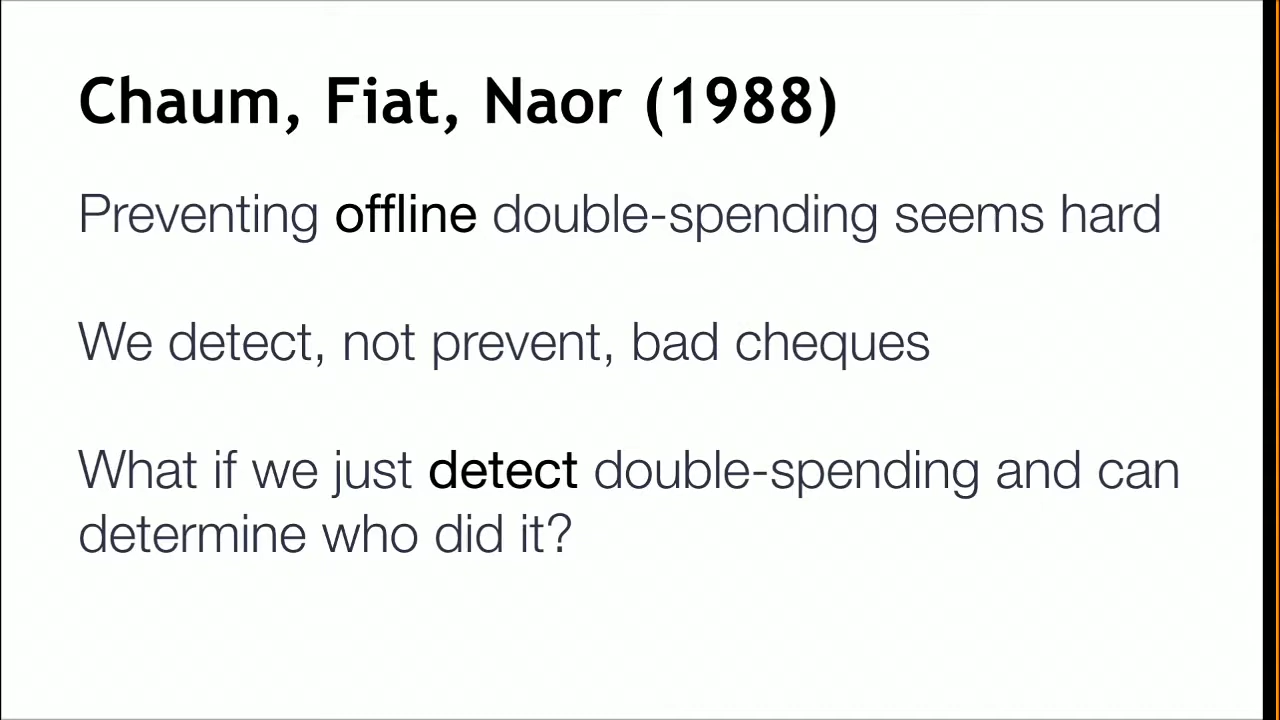 Chaum, Fiat, Naor (1988)
Preventing offline double-spending seems hard
We detect, not prevent, bad cheques
What if we just detect double-spending and can
determine who did it?